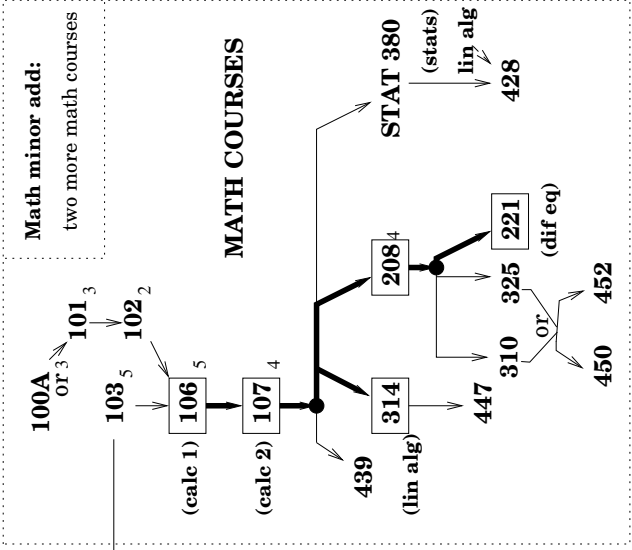 Math minor add:
two more math courses
MATH COURSES
100A
or 3
101 3
102 2
103 5
106 5
(calc 1)
107 4
(calc 2)
439
314
(lin alg)
447
208 4
221
(dif eq)
310
325
or
450
452
STAT 380
(stats)
lin alg
428